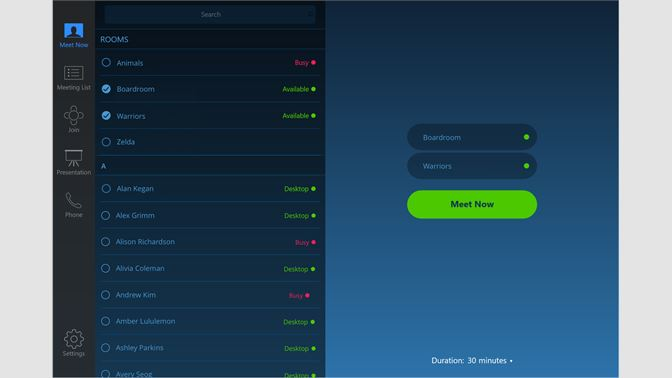 Meet Now
Meeting List
Join
Presentation
Phone
Settings
Search
ROOMS
Animals Busy
Boardroom Available
Warriors Available
Zelda
A
Alan Kegan Desktop
Alex Grimm Desktop
Alison Richardson Busy
Alivia Coleman Desktop
Andrew Kim Busy
Amber Lululemon Desktop
Ashley Parkins Desktop
Avery Seog Desktop
Boardroom
Warriors
Meet Now
Duration: 30 minutes